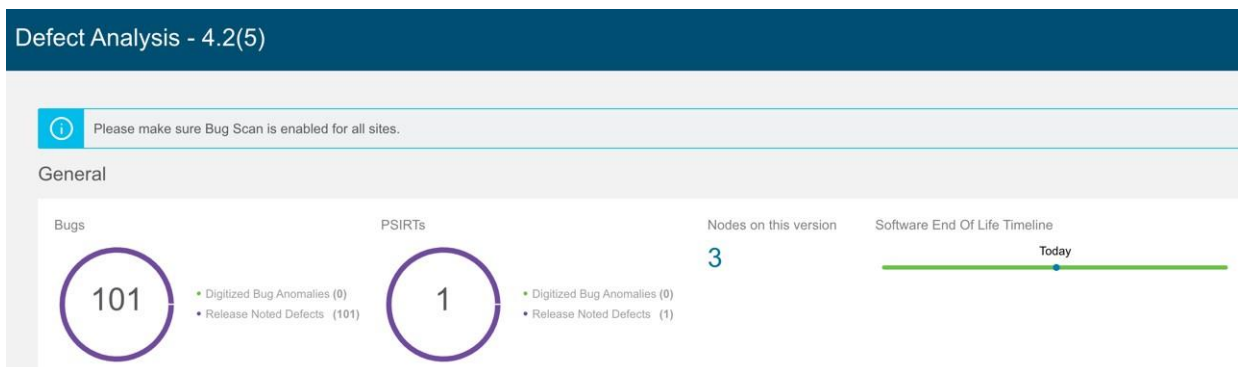 Defect Analysis - 4.2(5)
Please make sure Bug Scan is enabled for all sites.
General
Bugs
101
• Digitized Bug Anomalies (0)
• Release Noted Defects (101)
PSIRTs
1
• Digitized Bug Anomalies (0)
• Release Noted Defects (1)
Nodes on this version
3
Software End Of Life Timeline
Today